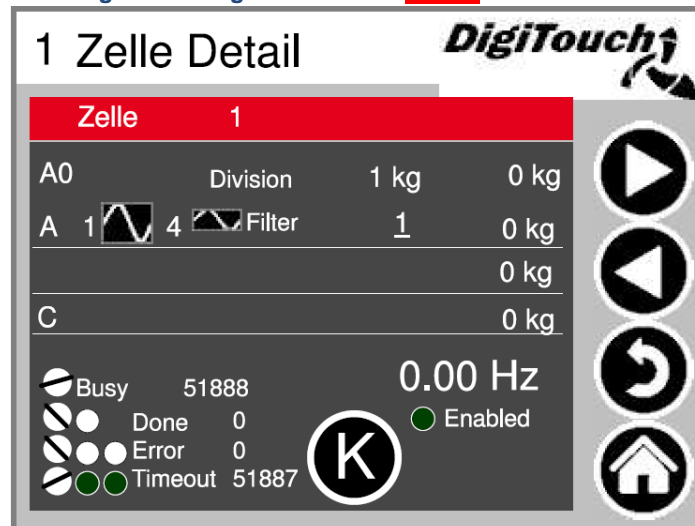 1 Zelle Detail
DigiTouch
Zelle 1
A0 Division 1 kg 0 kg
A 1 4 Filter 1 0 kg
0 kg
C 0 kg
0.00 Hz
Busy 51888
Done 0 Enabled
Error 0
Timeout 51887
K